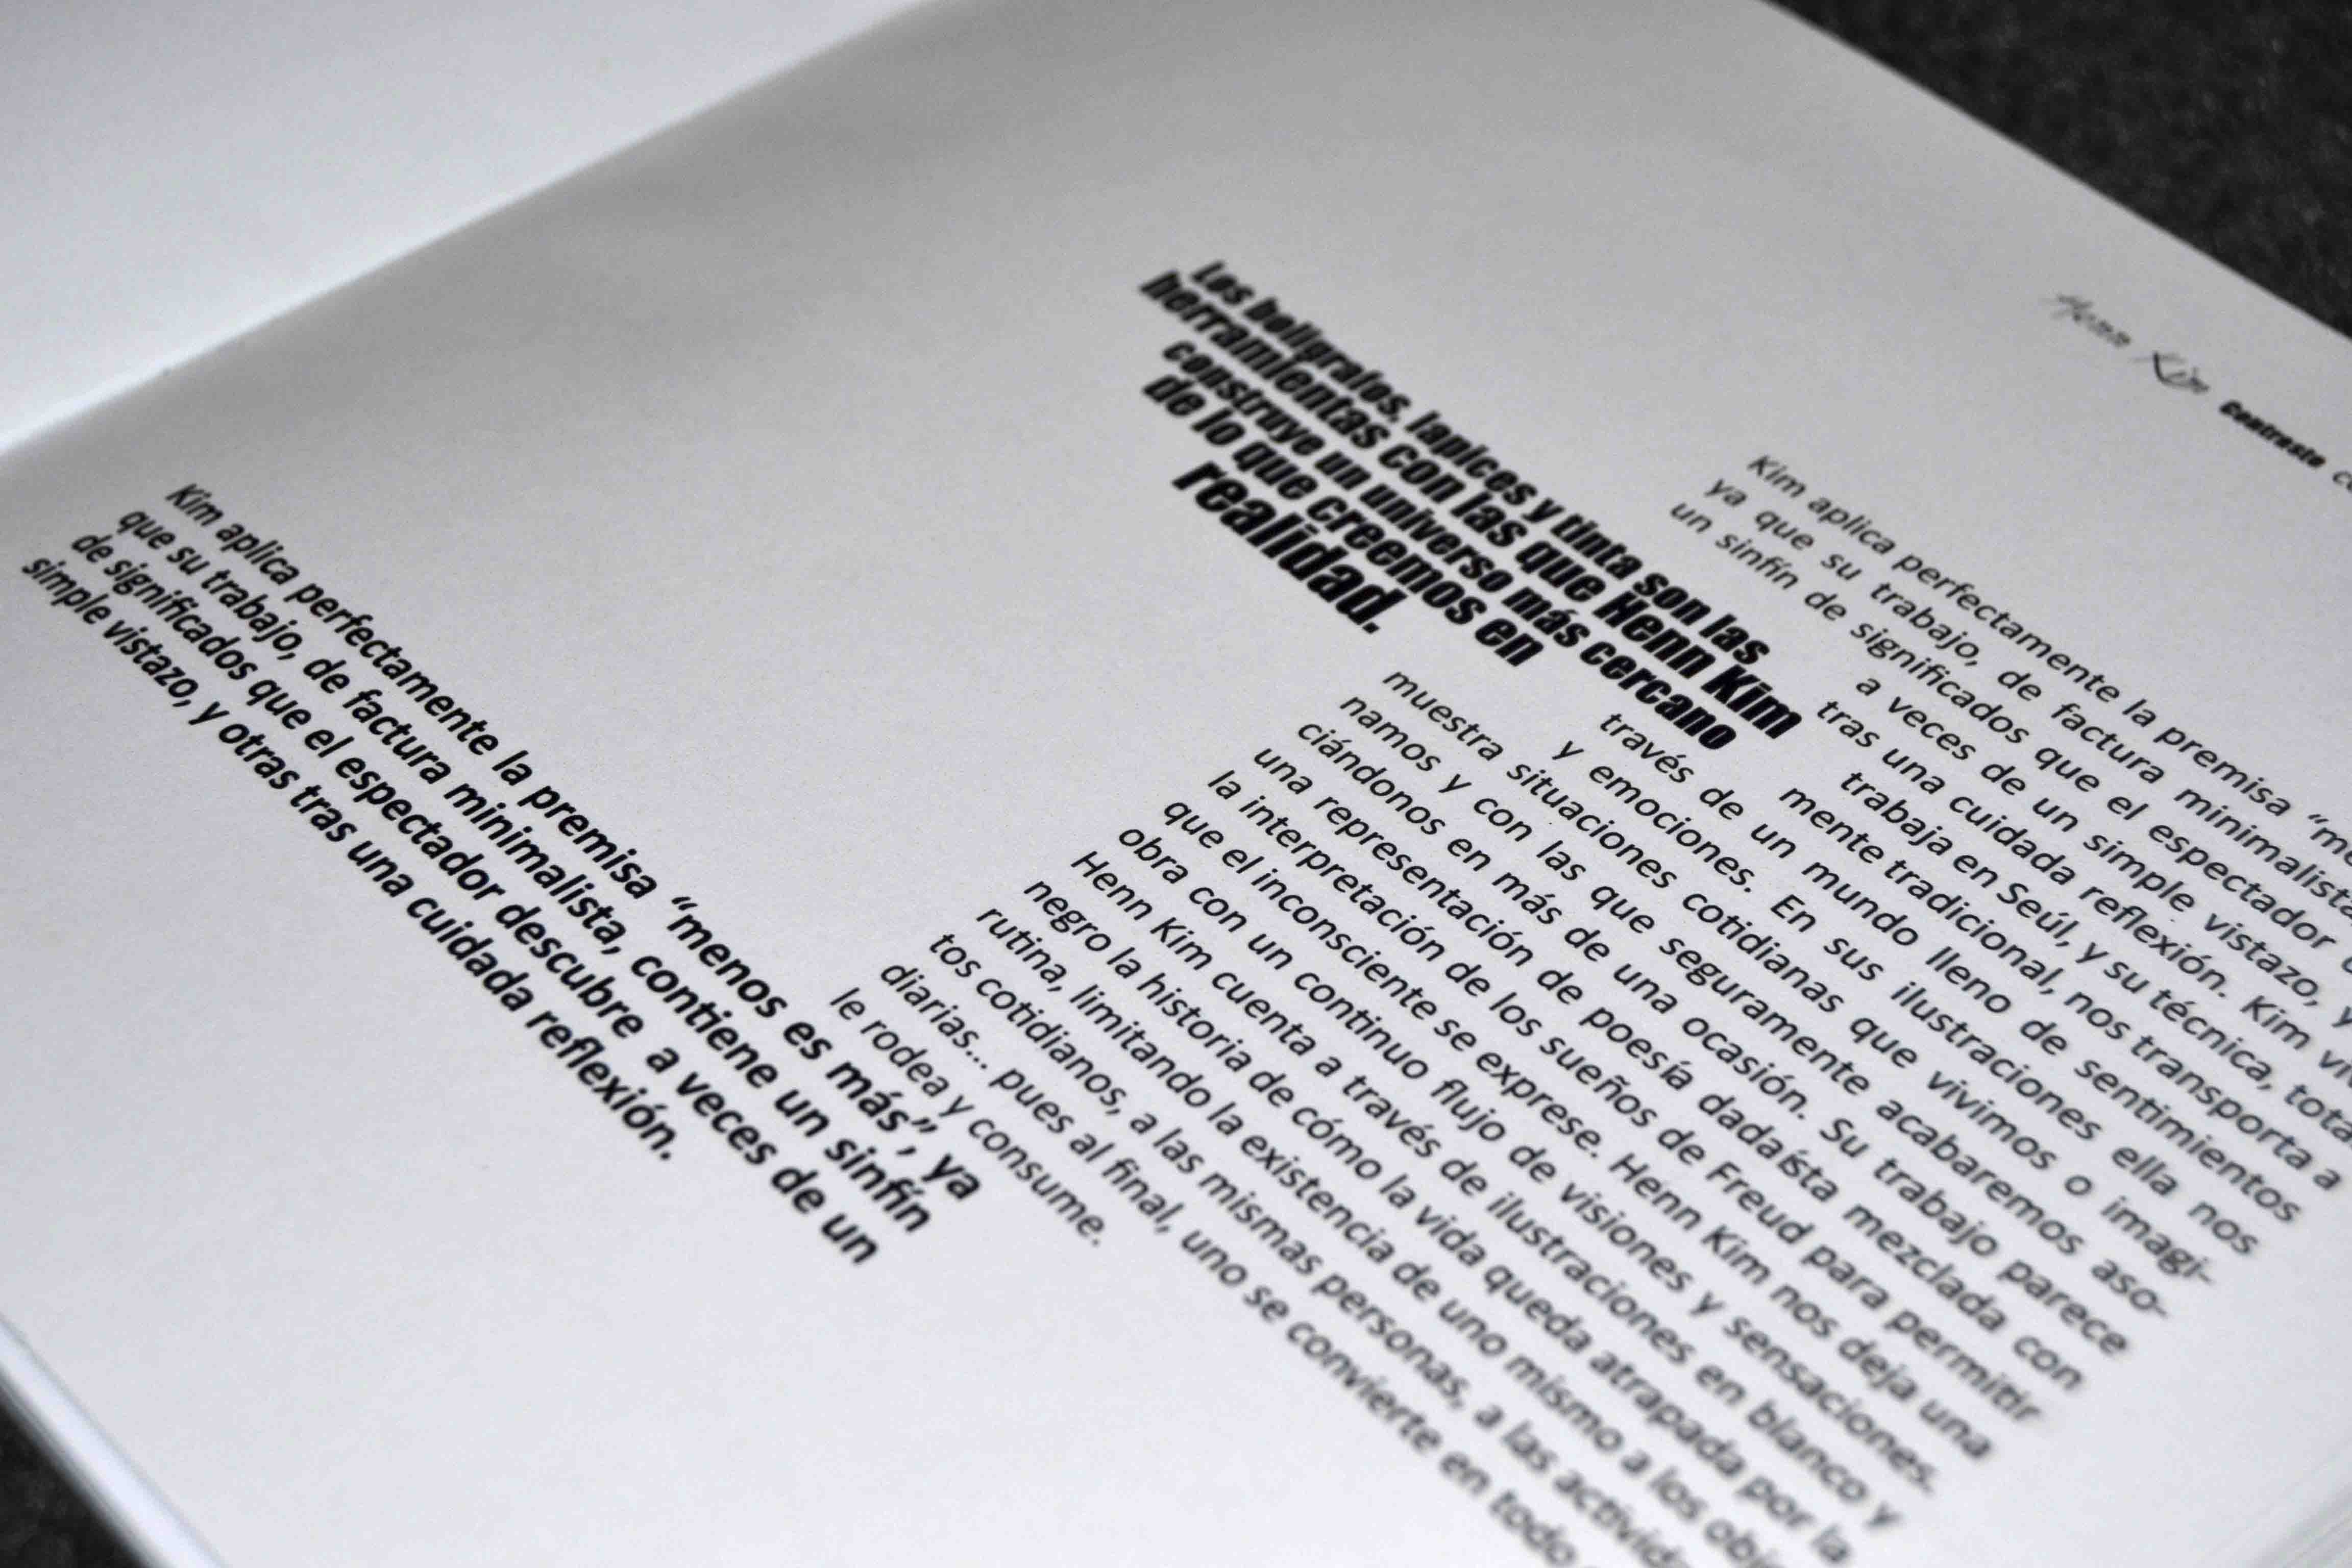 Henn Kim Contraste
Los bolígrafos, lapices y tinta son las
herramientas con las que Henn Kim
construye un universo más cercano
de lo que creemos en
realidad.
Kim aplica perfectamente la premisa
ya que su trabajo, de factura minimalista
un sinfín de significados que el espectador
a veces de un simple vistazo, y
tras una cuidada reflexión. Kim
trabaja en Seúl, y su técnica,
mente tradicional, nos transporta a
través de un mundo lleno de sentimientos
y emociones. En sus ilustraciones ella nos
muestra situaciones cotidianas que vivimos o imagi-
namos y con las que seguramente acabaremos aso-
ciándonos en más de una ocasión. Su trabajo parece
una representación de poesía dadaísta mezclada con
la interpretación de los sueños de Freud para permitir
que el inconsciente se exprese. Henn Kim nos deja una
obra con un continuo flujo de visiones y sensaciones.
Henn Kim cuenta a través de ilustraciones en blanco y
negro la historia de cómo la vida queda atrapada por la
rutina, limitando la existencia de uno mismo a los
tos cotidianos, a las mismas personas, a las
diarias... pues al final, uno se convierte en todo
le rodea y consume.
Kim aplica perfectamente la premisa “menos es más”, ya
que su trabajo, de factura minimalista, contiene un sinfín
de significados que el espectador descubre a veces de un
simple vistazo, y otras tras una cuidada reflexión.